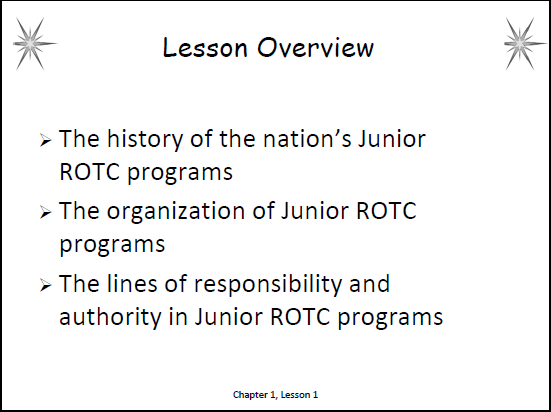 Lesson Overview
➢ The history of the nation's Junior
ROTC programs
➢ The organization of Junior ROTC
programs
➢ The lines of responsibility and
authority in Junior ROTC programs
Chapter 1, Lesson 1